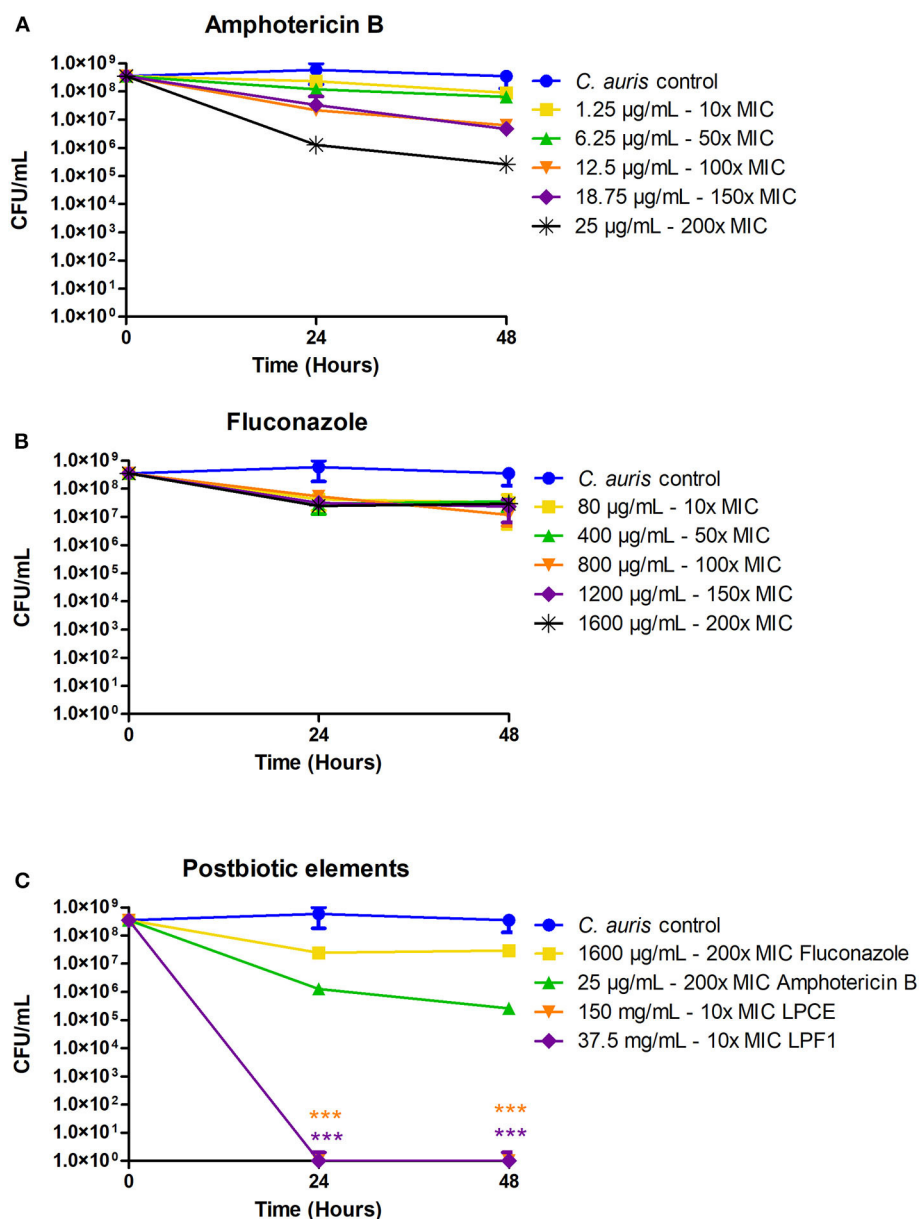 A
Amphotericin B
1.0×10⁹
1.0×10⁸
1.0×10⁷
1.0×10⁶
1.0×10⁵
1.0×10⁴
1.0×10³
1.0×10²
1.0×10¹
1.0×10⁰
CFU/mL
0
24
48
Time (Hours)
C. auris control
1.25 µg/mL - 10x MIC
6.25 µg/mL - 50x MIC
12.5 µg/mL - 100x MIC
18.75 µg/mL - 150x MIC
25 µg/mL - 200x MIC
B
Fluconazole
1.0×10⁹
1.0×10⁸
1.0×10⁷
1.0×10⁶
1.0×10⁵
1.0×10⁴
1.0×10³
1.0×10²
1.0×10¹
1.0×10⁰
CFU/mL
0
24
48
Time (Hours)
C. auris control
80 µg/mL - 10x MIC
400 µg/mL - 50x MIC
800 µg/mL - 100x MIC
1200 µg/mL - 150x MIC
1600 µg/mL - 200x MIC
C
Postbiotic elements
1.0×10⁹
1.0×10⁸
1.0×10⁷
1.0×10⁶
1.0×10⁵
1.0×10⁴
1.0×10³
1.0×10²
1.0×10¹
1.0×10⁰
CFU/mL
*** ***
*** ***
0
24
48
Time (Hours)
C. auris control
1600 µg/mL - 200x MIC Fluconazole
25 µg/mL - 200x MIC Amphotericin B
150 mg/mL - 10x MIC LPCE
37.5 mg/mL - 10x MIC LPF1